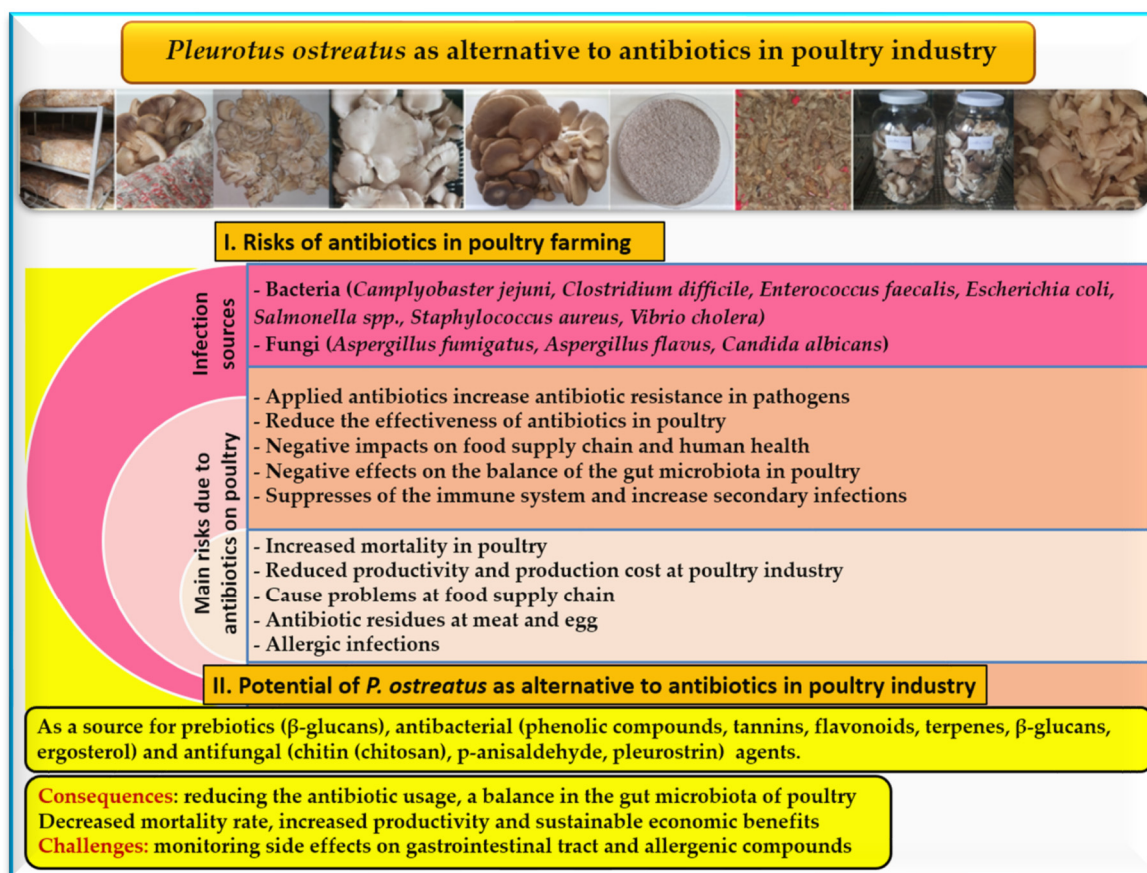 Pleurotus ostreatus as alternative to antibiotics in poultry industry
I. Risks of antibiotics in poultry farming
Infection
sources
- Bacteria (Camplyobaster jejuni, Clostridium difficile, Enterococcus faecalis, Escherichia coli,
Salmonella spp., Staphylococcus aureus, Vibrio cholera)
- Fungi (Aspergillus fumigatus, Aspergillus flavus, Candida albicans)
Main risks due to
antibiotics on poultry
- Applied antibiotics increase antibiotic resistance in pathogens
- Reduce the effectiveness of antibiotics in poultry
- Negative impacts on food supply chain and human health
- Negative effects on the balance of the gut microbiota in poultry
- Suppresses of the immune system and increase secondary infections
- Increased mortality in poultry
- Reduced productivity and production cost at poultry industry
- Cause problems at food supply chain
- Antibiotic residues at meat and egg
- Allergic infections
II. Potential of P. ostreatus as alternative to antibiotics in poultry industry
As a source for prebiotics (β-glucans), antibacterial (phenolic compounds, tannins, flavonoids, terpenes, β-glucans,
ergosterol) and antifungal (chitin (chitosan), p-anisaldehyde, pleurostrin) agents.
Consequences: reducing the antibiotic usage, a balance in the gut microbiota of poultry
Decreased mortality rate, increased productivity and sustainable economic benefits
Challenges: monitoring side effects on gastrointestinal tract and allergenic compounds